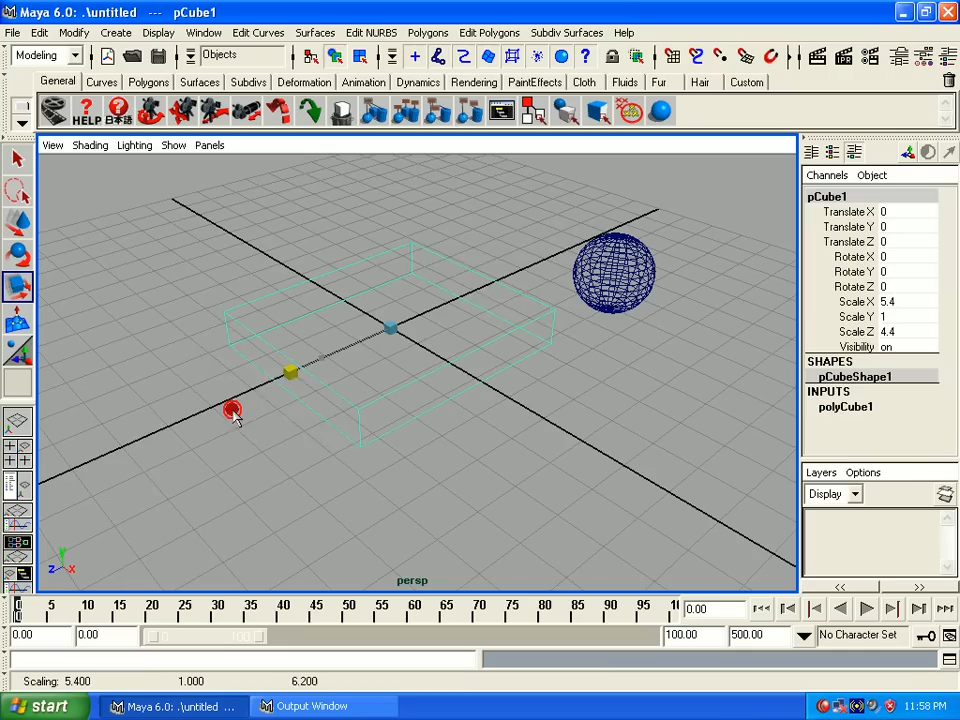 Maya 6.0: .\untitled --- pCube1
File Edit Modify Create Display Window Edit Curves Surfaces Edit NURBS Polygons Edit Polygons Subdiv Surfaces Help
Modeling Objects
General Curves Polygons Surfaces Subdivs Deformation Animation Dynamics Rendering PaintEffects Cloth Fluids Fur Hair Custom
HELP 日本語
View Shading Lighting Show Panels
Channels Object
pCube1
Translate X 0
Translate Y 0
Translate Z 0
Rotate X 0
Rotate Y 0
Rotate Z 0
Scale X 5.4
Scale Y 1
Scale Z 4.4
Visibility on
SHAPES
pCubeShape1
INPUTS
polyCube1
Layers Options
Display
y
z x
persp
<< >>
5 10 15 20 25 30 35 40 45 50 55 60 65 70 75 80 85 90 95 10 0.00
0.00 0.00 0 100 100.00 500.00 No Character Set
Scaling: 5.400 1.000 6.200
start Maya 6.0: .\untitled ... Output Window 11:58 PM